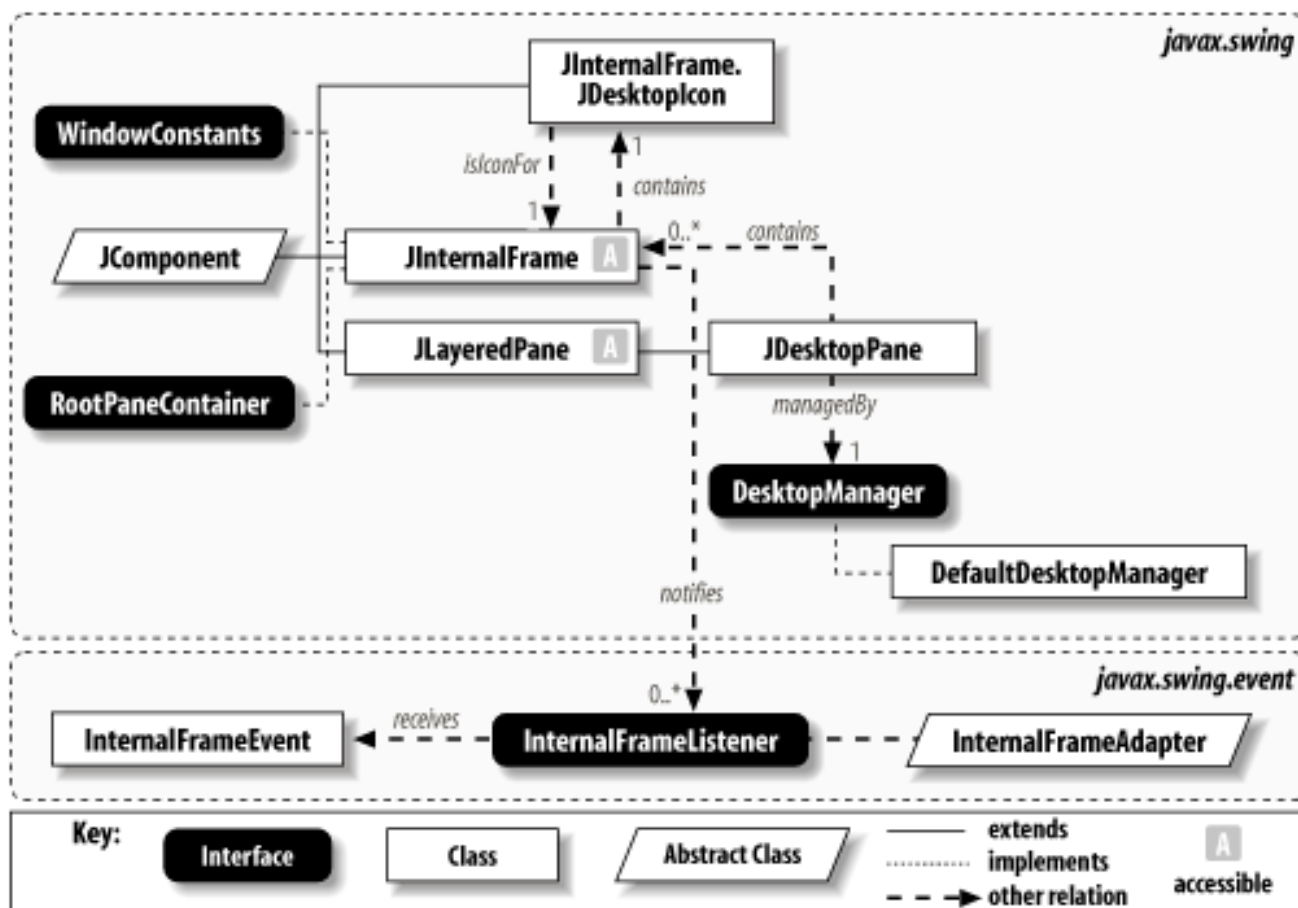 javax.swing
JInternalFrame.
JDesktopIcon
WindowConstants
isIconFor
1
contains
1
0..*
contains
JComponent
JInternalFrame
A
JLayeredPane
A
JDesktopPane
RootPaneContainer
managedBy
1
DesktopManager
DefaultDesktopManager
notifies
javax.swing.event
0..*
receives
InternalFrameEvent
InternalFrameListener
InternalFrameAdapter
Key:
Interface
Class
Abstract Class
extends
implements
other relation
A
accessible